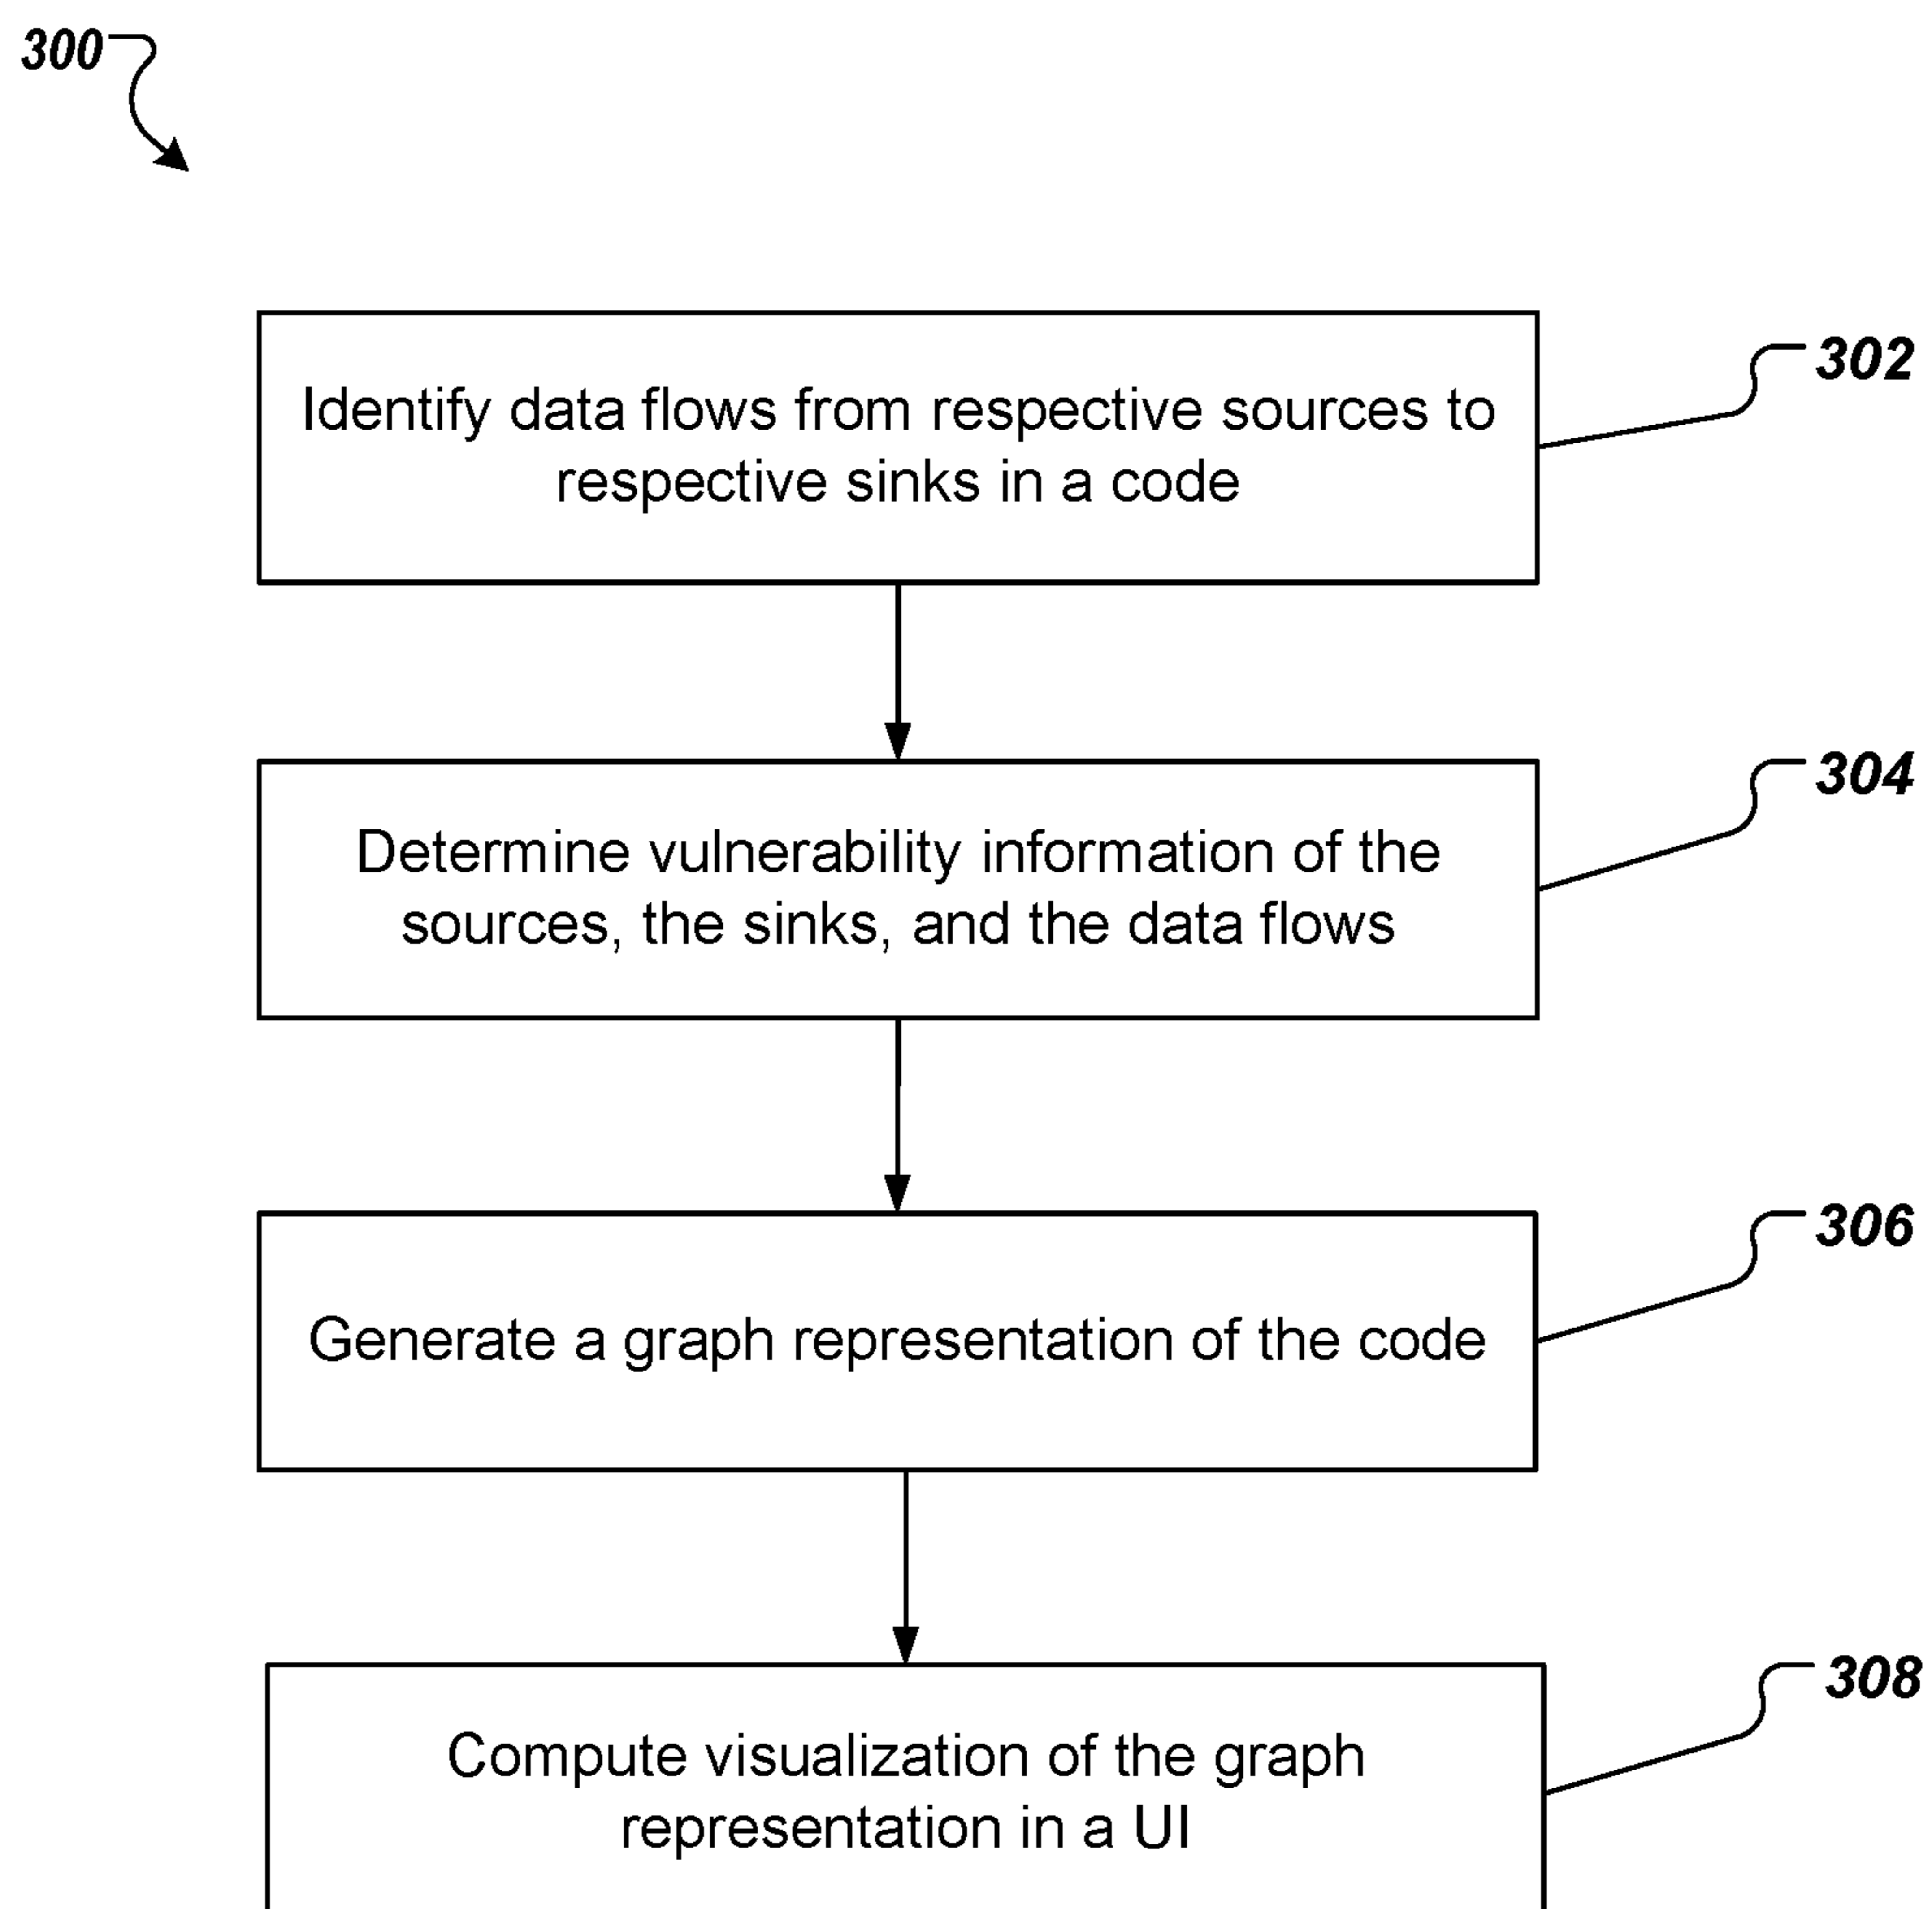 300
302
Identify data flows from respective sources to
respective sinks in a code
304
Determine vulnerability information of the
sources, the sinks, and the data flows
306
Generate a graph representation of the code
308
Compute visualization of the graph
representation in a UI